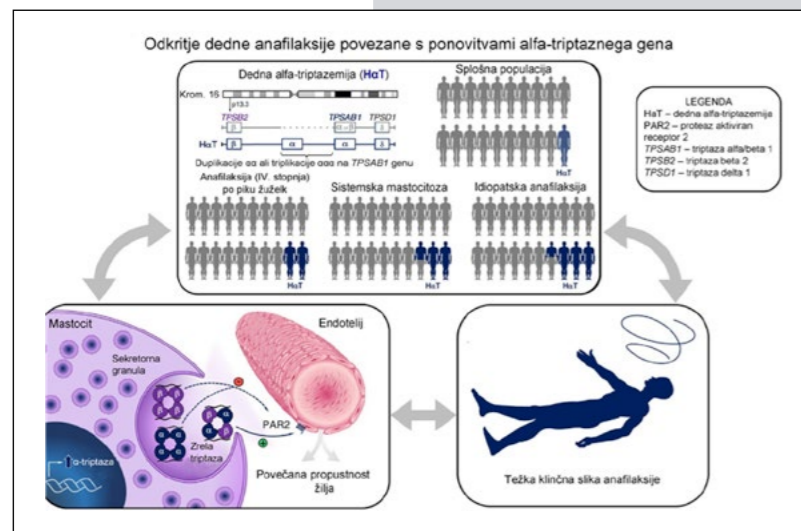 Odkritje dedne anafilaksije povezane s ponovitvami alfa-triptaznega gena
Dedna alfa-triptazemija (HαT)
Krom. 16
p13.3
TPSB2
TPSAB1
TPSD1
β
α
δ
HαT
β
α
α
δ
Duplikacije αα ali triplikacije ααα na TPSAB1 genu
Splošna populacija
HαT
Anafilaksija (IV. stopnja)
po piku žuželk
HαT
Sistemska mastocitoza
HαT
Idiopatska anafilaksija
HαT
LEGENDA
HaT – dedna alfa-triptazemija
PAR2 – proteaz aktiviran
receptor 2
TPSAB1 – triptaza alfa/beta 1
TPSB2 – triptaza beta 2
TPSD1 – triptaza delta 1
Mastocit
Sekretorna
granula
Zrela
triptaza
α-triptaza
Endotelij
PAR2
Povečana propustnost
žilja
Težka klinčna slika anafilaksije